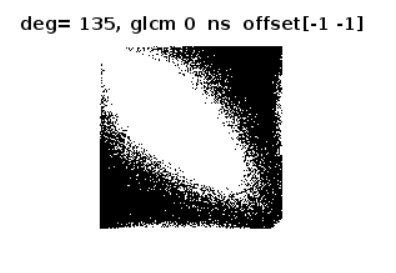 deg= 135, glcm 0 ns offset[-1 -1]